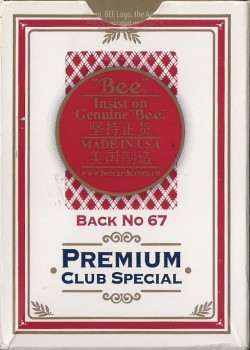 , BEE Logo, the A
"Bee"
Insist on
Genuine "Bee"
坚持正货
MADE IN USA
美国制造
www.Beecards.com.cn
BACK NO 67
PREMIUM
CLUB SPECIAL